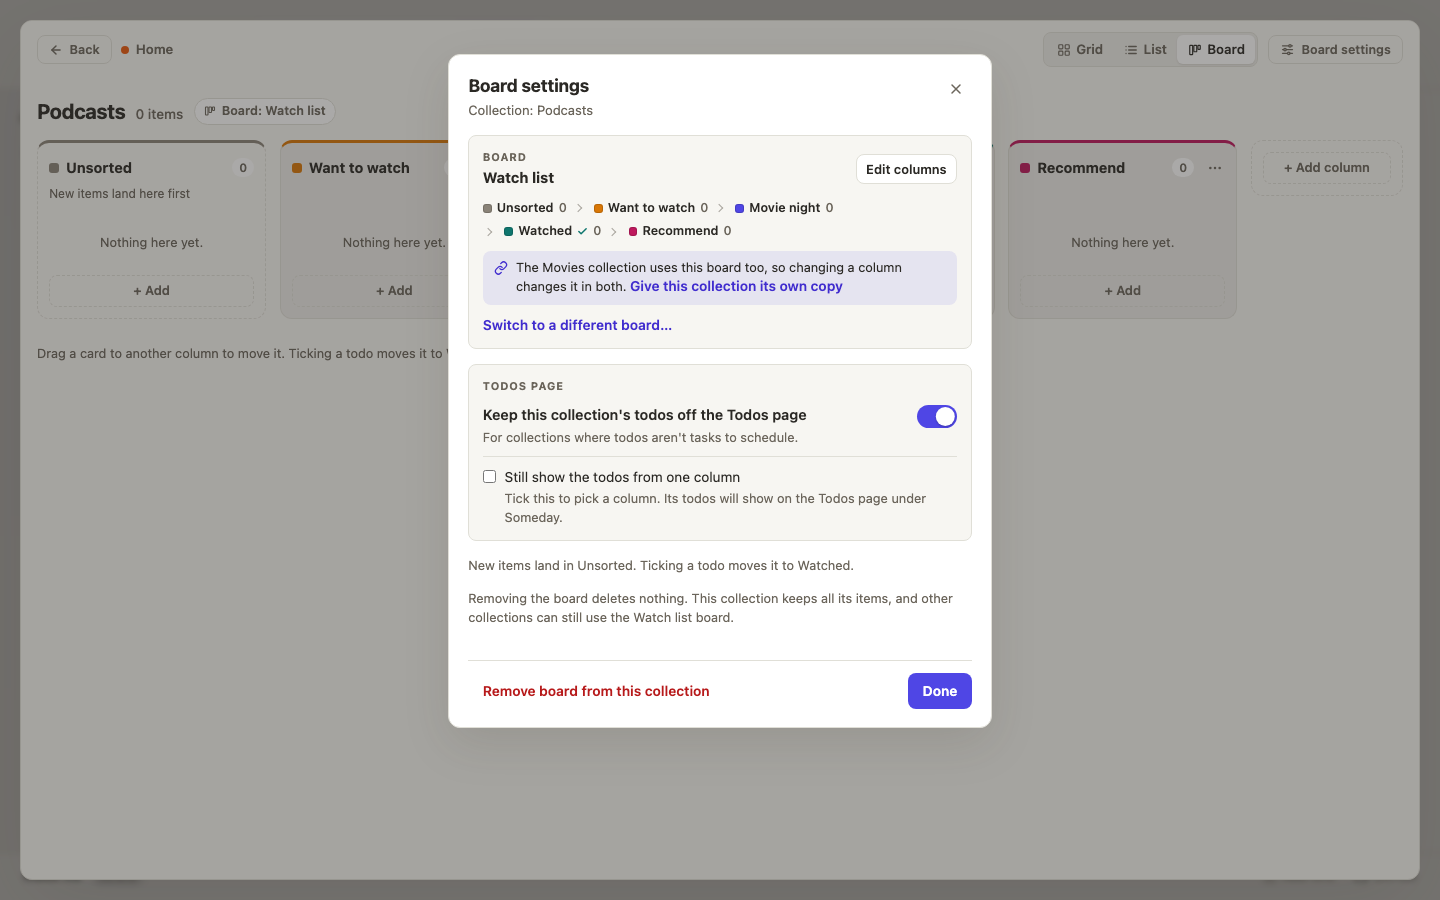 Back
Home
Grid
List
Board
Board settings
Podcasts
0 items
Board: Watch list
Unsorted
0
New items land here first
Nothing here yet.
+ Add
Want to watch
Nothing here yet.
+ Add
Recommend
0
Nothing here yet.
+ Add
+ Add column
Drag a card to another column to move it. Ticking a todo moves it to
Board settings
Collection: Podcasts
BOARD
Watch list
Edit columns
Unsorted 0 Want to watch 0 Movie night 0
Watched 0 Recommend 0
The Movies collection uses this board too, so changing a column
changes it in both. Give this collection its own copy
Switch to a different board...
TODOS PAGE
Keep this collection's todos off the Todos page
For collections where todos aren't tasks to schedule.
Still show the todos from one column
Tick this to pick a column. Its todos will show on the Todos page under
Someday.
New items land in Unsorted. Ticking a todo moves it to Watched.
Removing the board deletes nothing. This collection keeps all its items, and other
collections can still use the Watch list board.
Remove board from this collection
Done